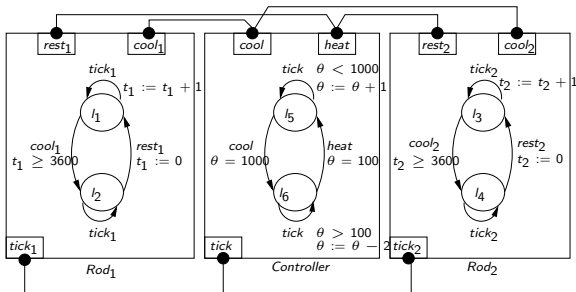 rest₁ cool₁ cool heat rest₂ cool₂
tick₁
t₁ := t₁ + 1
l₁
cool₁
t₁ ≥ 3600
rest₁
t₁ := 0
l₂
tick₁
tick₁
Rod₁
tick θ < 1000
θ := θ + 1
l₅
cool
θ = 1000
heat
θ = 100
l₆
tick θ > 100
θ := θ − 2
tick
Controller
tick₂
t₂ := t₂ + 1
l₃
cool₂
t₂ ≥ 3600
rest₂
t₂ := 0
l₄
tick₂
tick₂
Rod₂